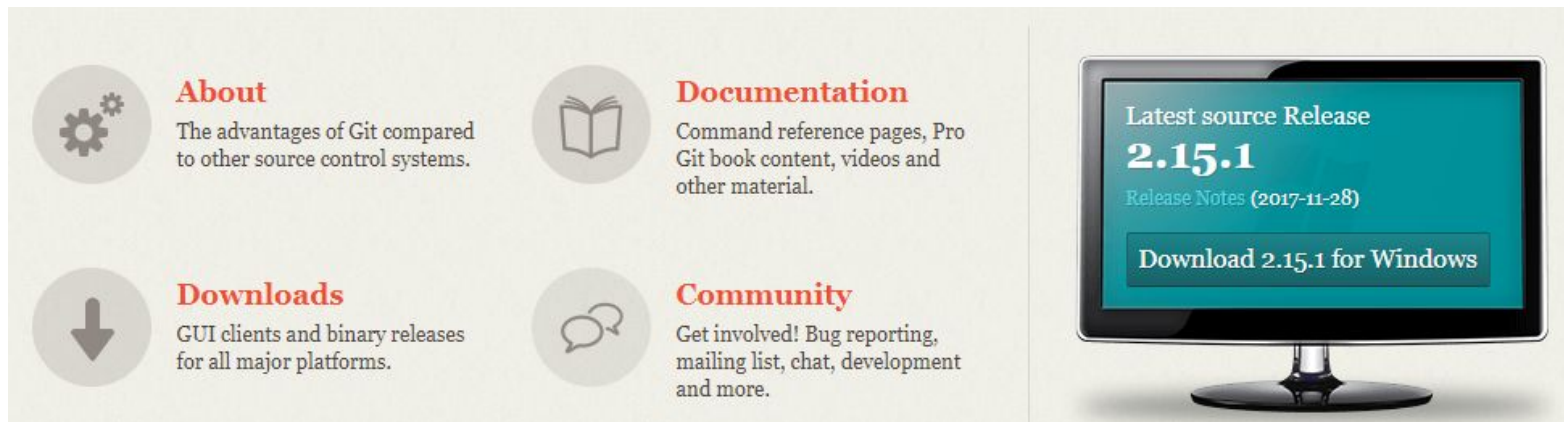 About
The advantages of Git compared
to other source control systems.
Documentation
Command reference pages, Pro
Git book content, videos and
other material.
Downloads
GUI clients and binary releases
for all major platforms.
Community
Get involved! Bug reporting,
mailing list, chat, development
and more.
Latest source Release
2.15.1
Release Notes (2017-11-28)
Download 2.15.1 for Windows